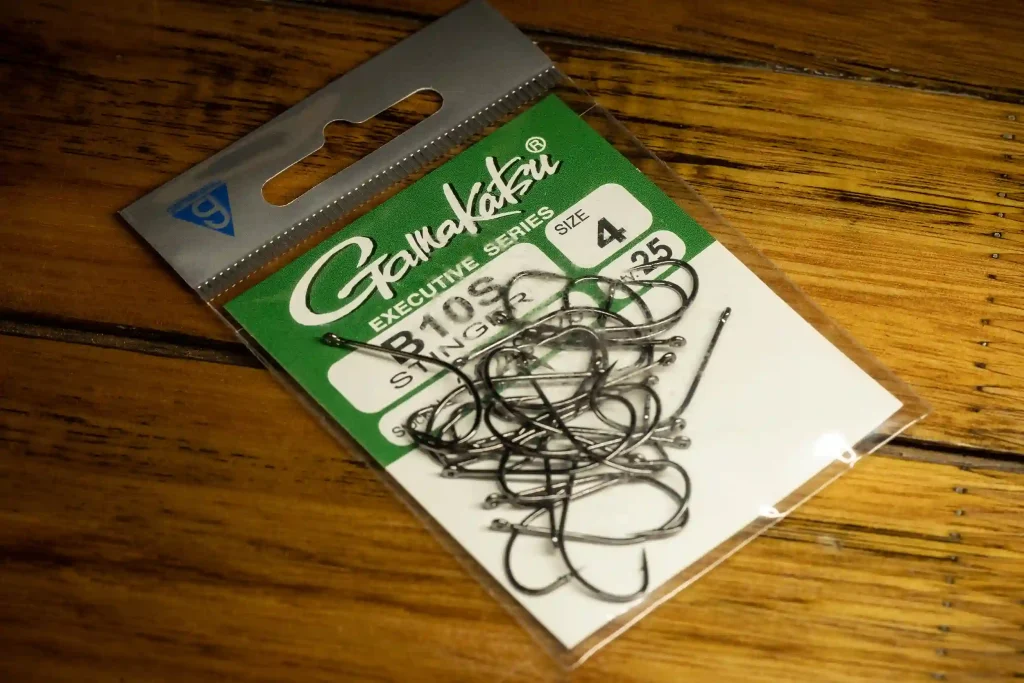 Gamakatsu®
EXECUTIVE SERIES
SIZE 4
25
B10S
STINGER